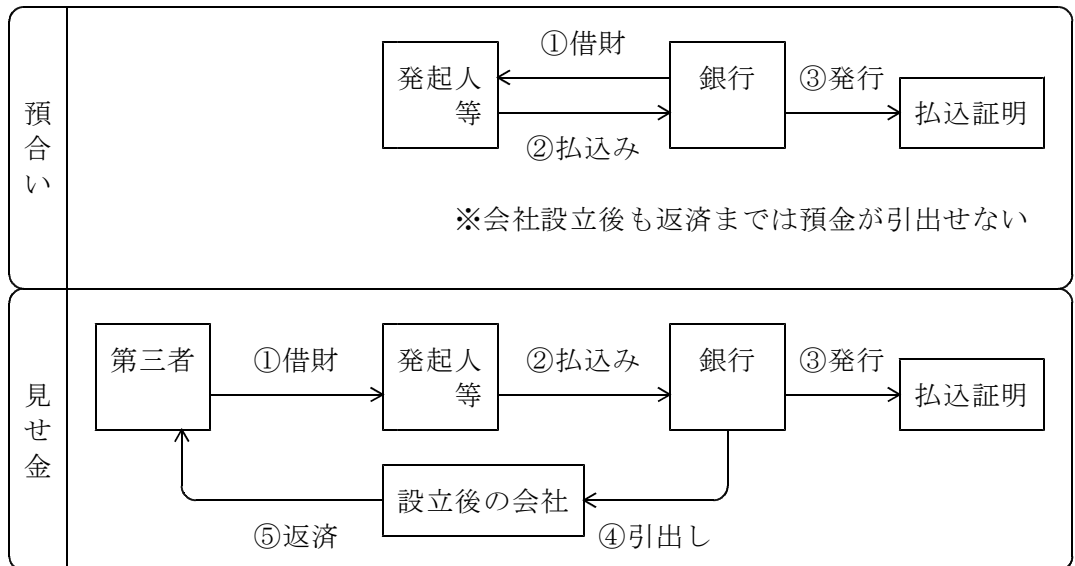 預合い
①借財
発起人等
銀行
③発行
払込証明
②払込み
※会社設立後も返済までは預金が引出せない
見せ金
第三者
①借財
発起人等
②払込み
銀行
③発行
払込証明
設立後の会社
⑤返済
④引出し